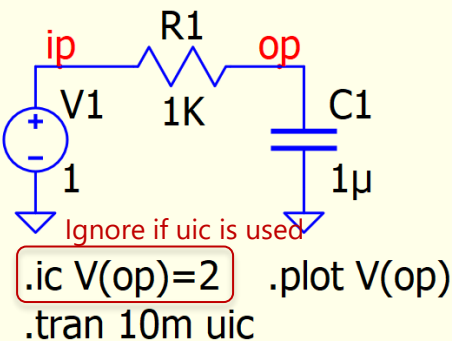 R1
ip
op
V1
1K
C1
1
1µ
Ignore if uic is used
.ic V(op)=2
.plot V(op)
.tran 10m uic